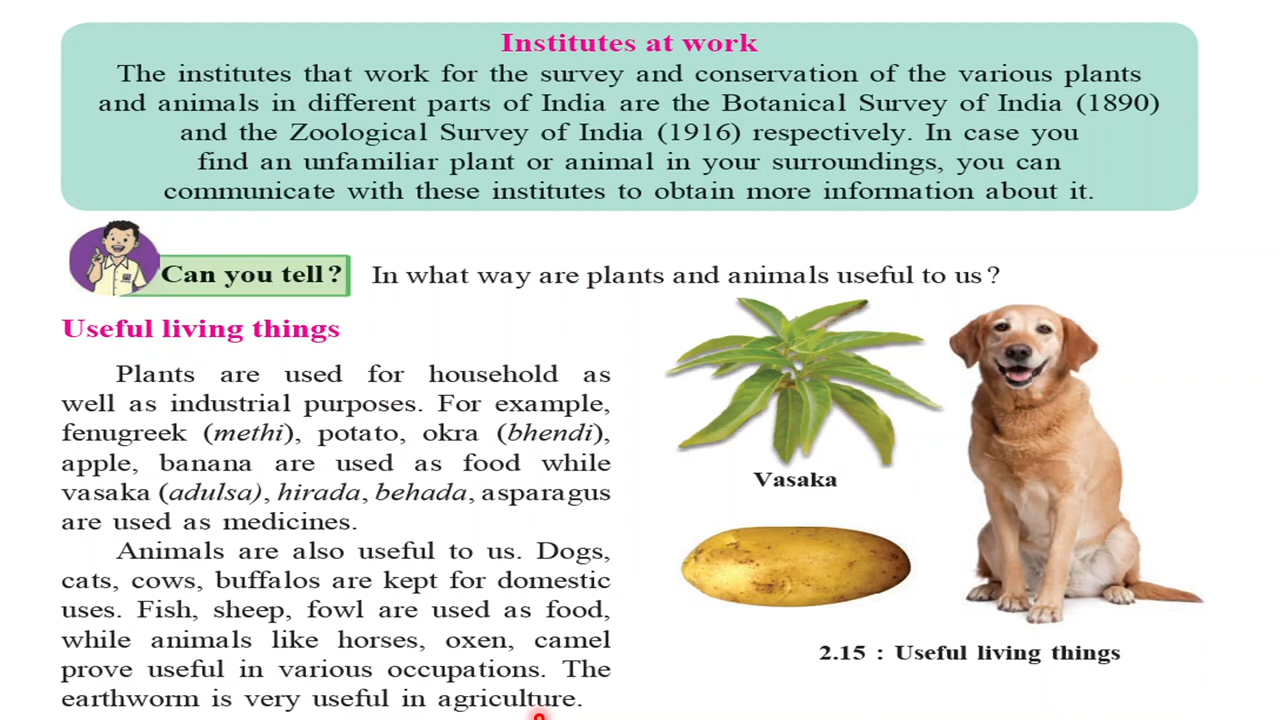 Institutes at work
The institutes that work for the survey and conservation of the various plants
and animals in different parts of India are the Botanical Survey of India (1890)
and the Zoological Survey of India (1916) respectively. In case you
find an unfamiliar plant or animal in your surroundings, you can
communicate with these institutes to obtain more information about it.
Can you tell? In what way are plants and animals useful to us?
Useful living things
Plants are used for household as
well as industrial purposes. For example,
fenugreek (methi), potato, okra (bhendi),
apple, banana are used as food while
vasaka (adulsa), hirada, behada, asparagus
are used as medicines.
Animals are also useful to us. Dogs,
cats, cows, buffalos are kept for domestic
uses. Fish, sheep, fowl are used as food,
while animals like horses, oxen, camel
prove useful in various occupations. The
earthworm is very useful in agriculture.
Vasaka
2.15 : Useful living things